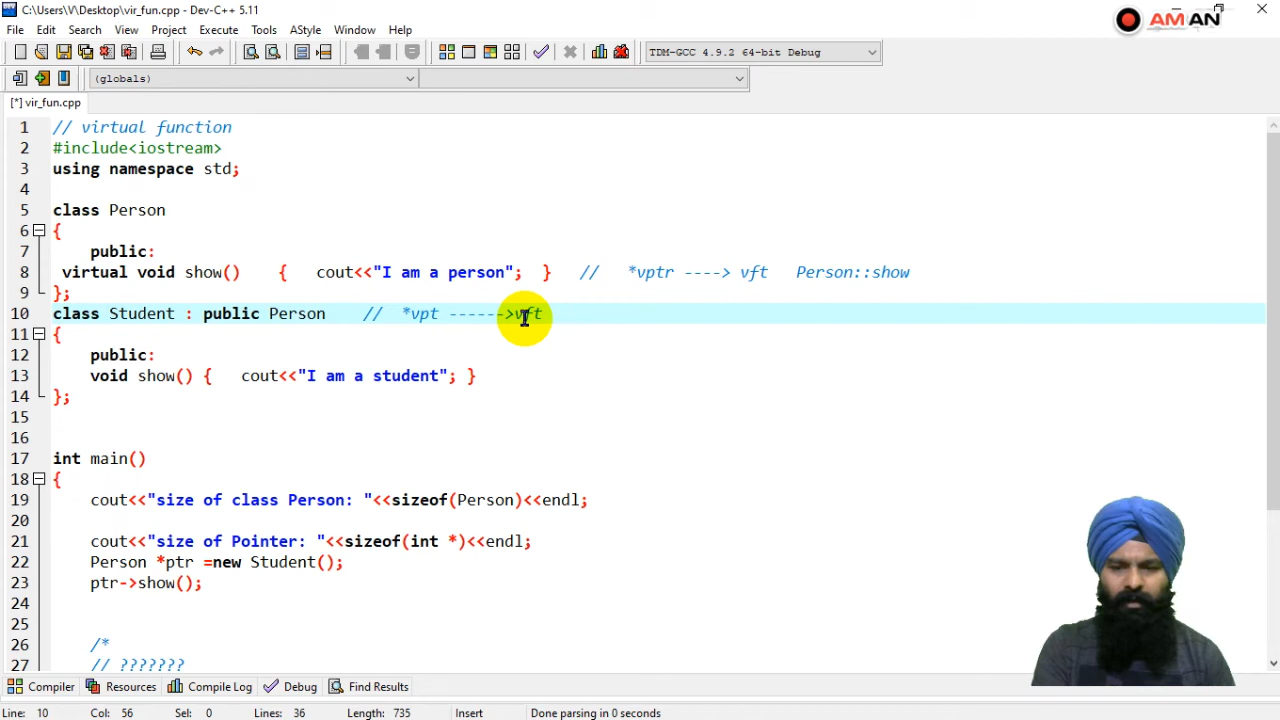 C:\Users\V\Desktop\vir_fun.cpp - Dev-C++ 5.11
AMAN
File Edit Search View Project Execute Tools AStyle Window Help
TDM-GCC 4.9.2 64-bit Debug
(globals)
[*] vir_fun.cpp
1 // virtual function
2 #include<iostream>
3 using namespace std;
4
5 class Person
6 {
7 public:
8 virtual void show() { cout<<"I am a person"; } // *vptr ----> vft Person::show
9 };
10 class Student : public Person // *vpt ------>vft
11 {
12 public:
13 void show() { cout<<"I am a student"; }
14 };
15
16
17 int main()
18 {
19 cout<<"size of class Person: "<<sizeof(Person)<<endl;
20
21 cout<<"size of Pointer: "<<sizeof(int *)<<endl;
22 Person *ptr =new Student();
23 ptr->show();
24
25
26 /*
27 // ???????
Compiler Resources Compile Log Debug Find Results
Line: 10 Col: 56 Sel: 0 Lines: 36 Length: 735 Insert Done parsing in 0 seconds